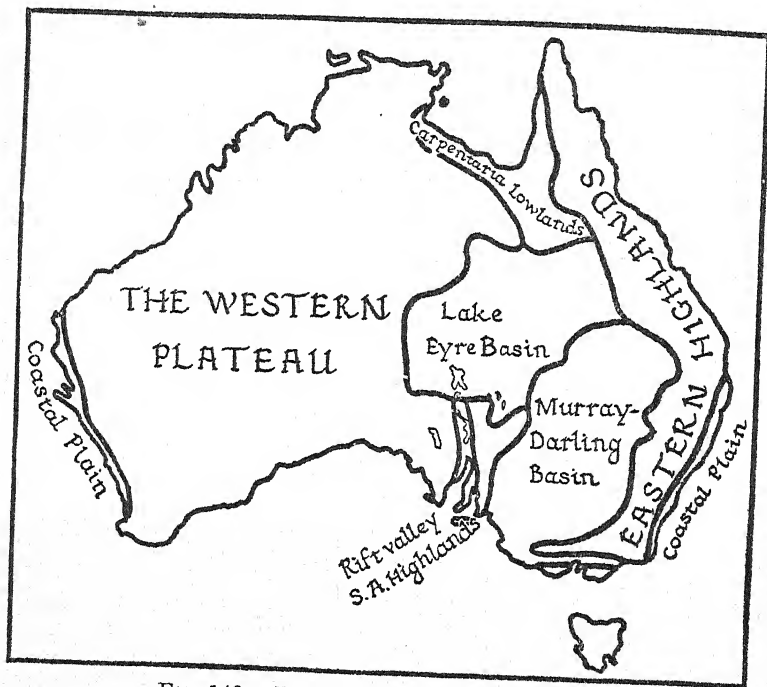 Carpentaria Lowlands
EASTERN HIGHLANDS
THE WESTERN
PLATEAU
Lake
Eyre Basin
Coastal Plain
Murray-
Darling
Basin
Coastal Plain
Rift valley
S.A. Highlands